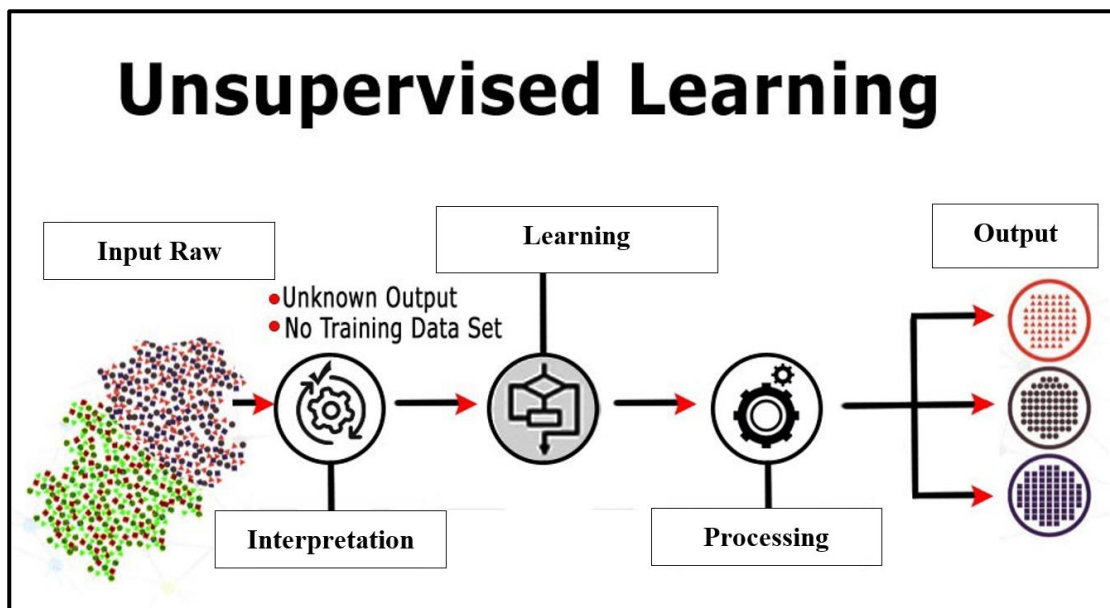 Unsupervised Learning
Input Raw
Learning
Output
Unknown Output
No Training Data Set
Interpretation
Processing